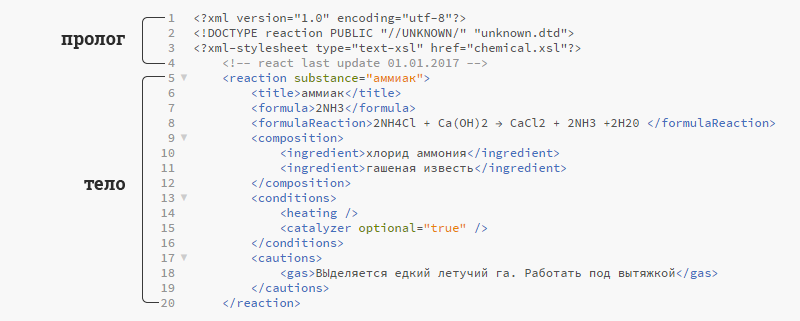 пролог
1 <?xml version="1.0" encoding="utf-8"?>
2 <!DOCTYPE reaction PUBLIC "//UNKNOWN/" "unknown.dtd">
3 <?xml-stylesheet type="text-xsl" href="chemical.xsl"?>
4 <!-- react last update 01.01.2017 -->
тело
5 <reaction substance="аммиак">
6 <title>аммиак</title>
7 <formula>2NH3</formula>
8 <formulaReaction>2NH4Cl + Ca(OH)2 → CaCl2 + 2NH3 +2H20 </formulaReaction>
9 <composition>
10 <ingredient>хлорид аммония</ingredient>
11 <ingredient>гашеная известь</ingredient>
12 </composition>
13 <conditions>
14 <heating />
15 <catalyzer optional="true" />
16 </conditions>
17 <cautions>
18 <gas>ВЫделяется едкий летучий га. Работать под вытяжкой</gas>
19 </cautions>
20 </reaction>